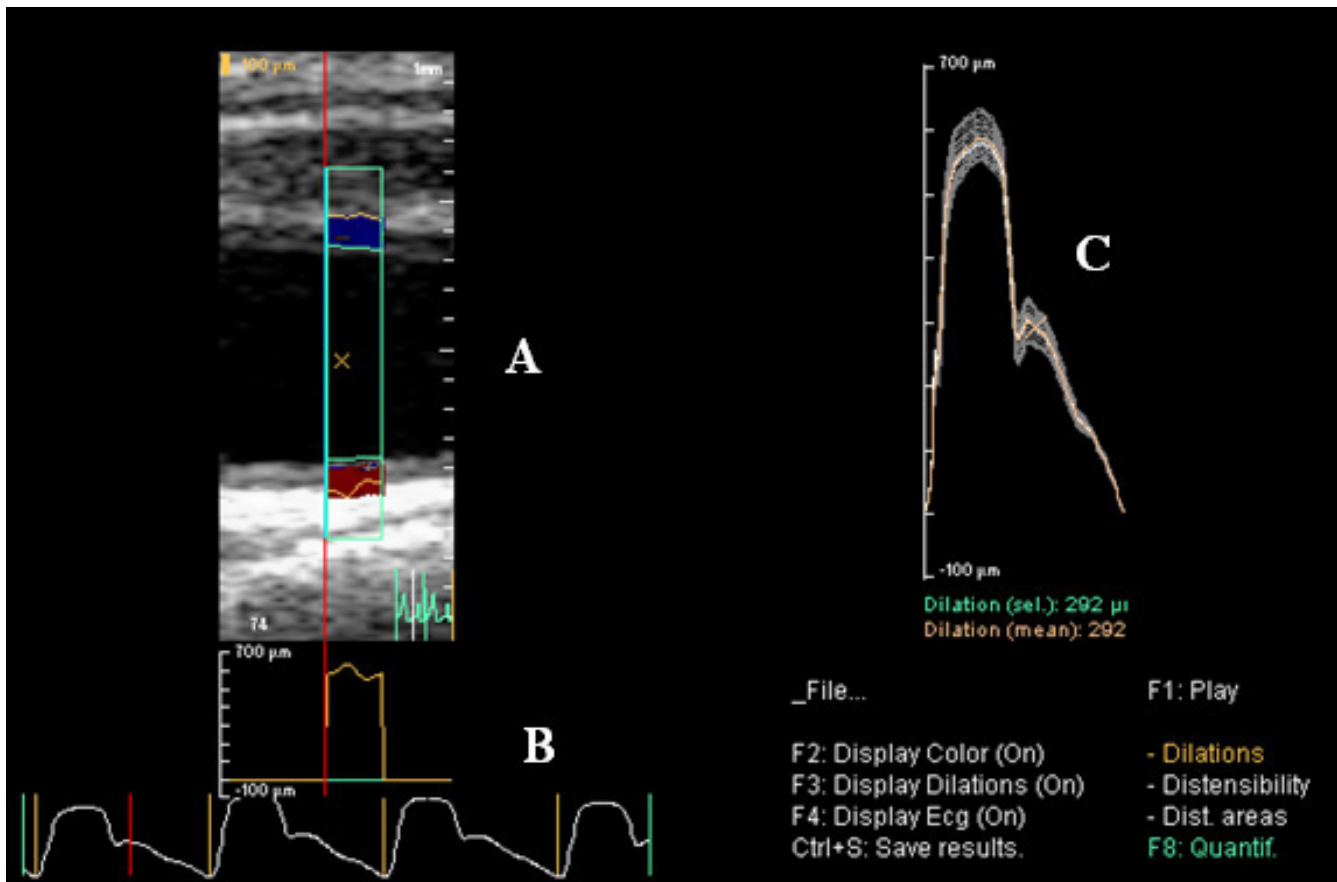 100 µm
1mm
A
74
700 µm
-100 µm
B
700 µm
C
-100 µm
Dilation (sel.): 292 µ
Dilation (mean): 292
_File...
F1: Play
F2: Display Color (On)
- Dilations
F3: Display Dilations (On)
- Distensibility
F4: Display Ecg (On)
- Dist. areas
Ctrl+S: Save results.
F8: Quantif.